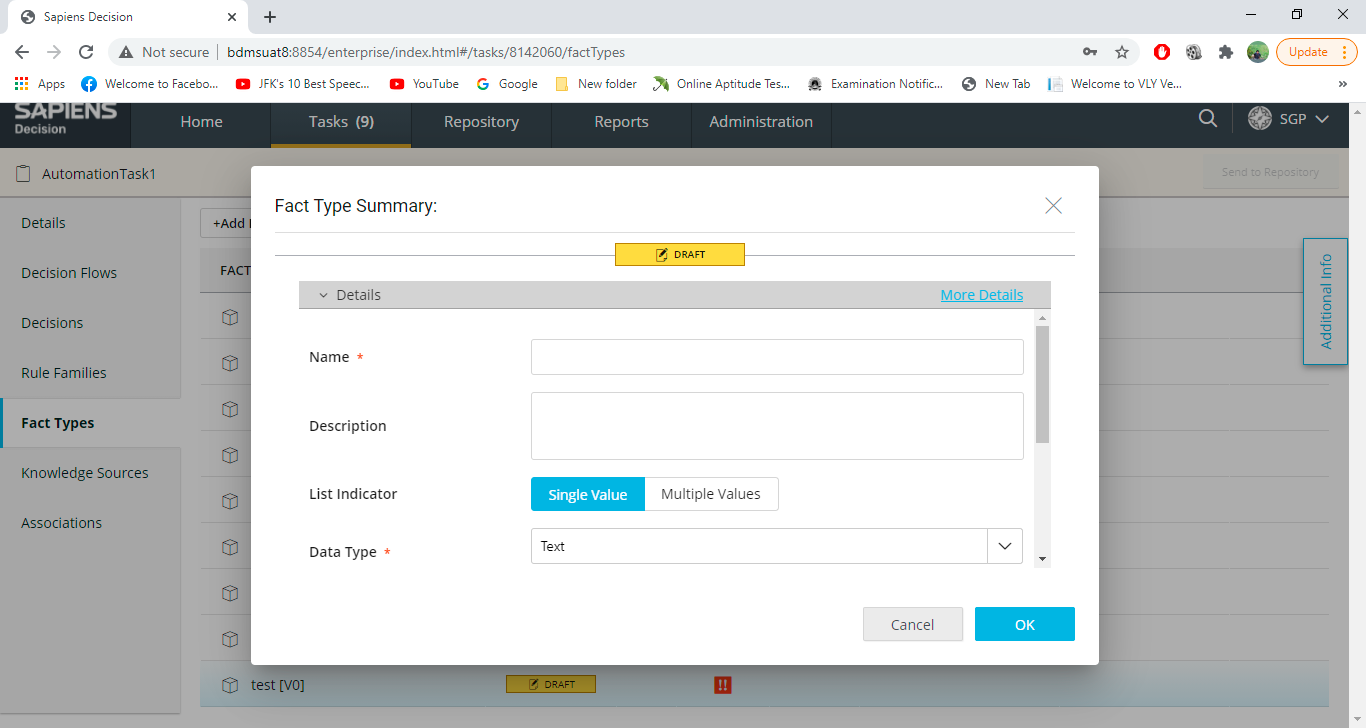 Sapiens Decision
Not secure | bdmsuat8:8854/enterprise/index.html#/tasks/8142060/factTypes
Update
Apps
Welcome to Facebo...
JFK's 10 Best Speec...
YouTube
Google
New folder
Online Aptitude Tes...
Examination Notific...
New Tab
Welcome to VLY Ve...
»
SAPIENS
Decision
Home
Tasks (9)
Repository
Reports
Administration
SGP
AutomationTask1
Send to Repository
Details
Decision Flows
Decisions
Rule Families
Fact Types
Knowledge Sources
Associations
+Add
FACT
Fact Type Summary:
DRAFT
Details
More Details
Name *
Description
List Indicator
Single Value
Multiple Values
Data Type *
Text
Cancel
OK
Additional Info
test [V0]
DRAFT
!!